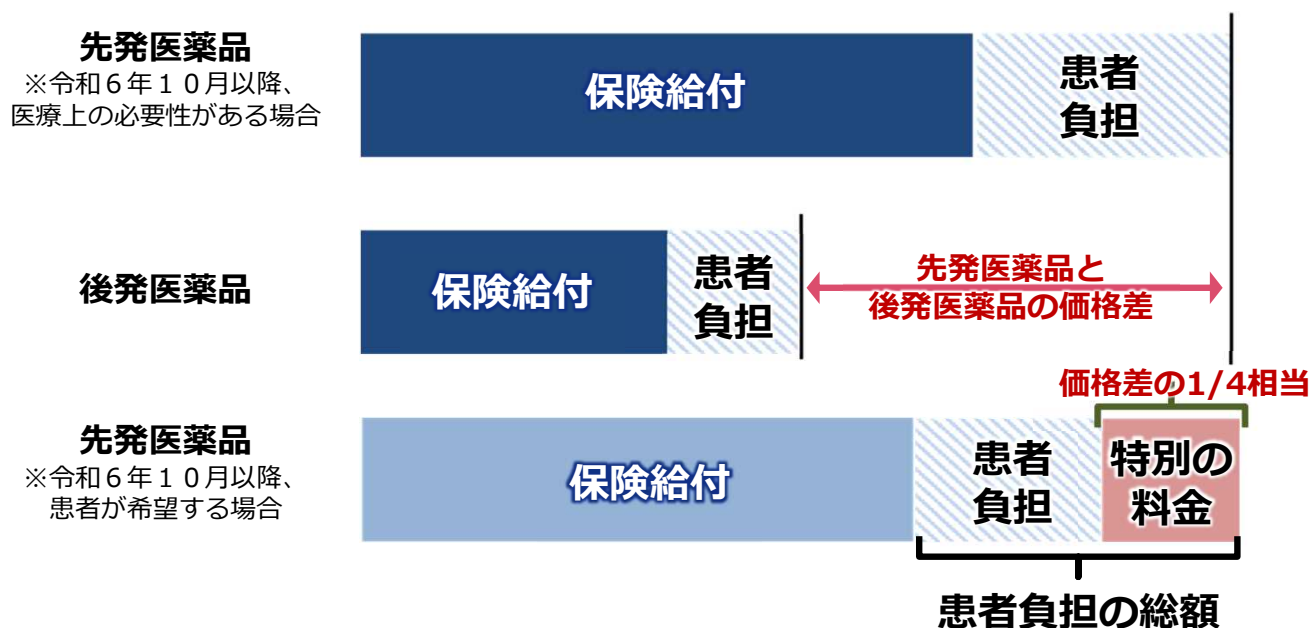 先発医薬品
※令和６年１０月以降、
医療上の必要性がある場合
保険給付
患者
負担
後発医薬品
保険給付
患者
負担
先発医薬品と
後発医薬品の価格差
価格差の1/4相当
先発医薬品
※令和６年１０月以降、
患者が希望する場合
保険給付
患者
負担
特別の
料金
患者負担の総額